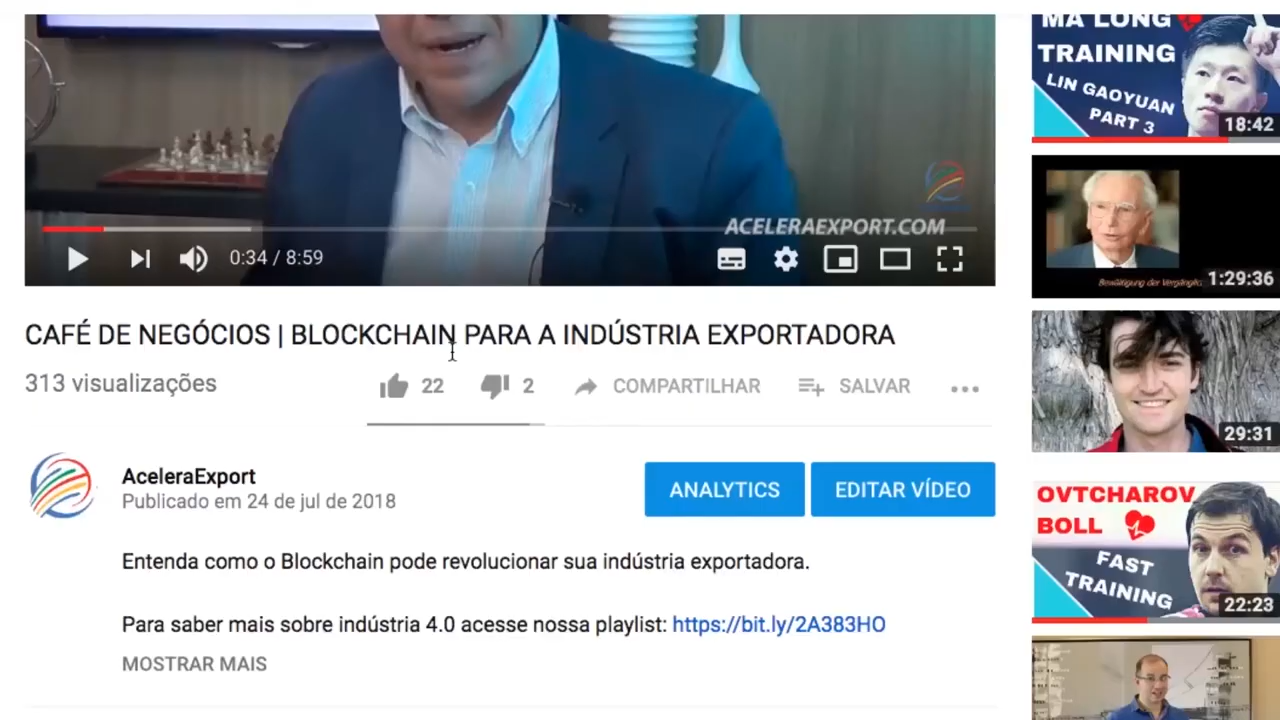 ACELERAEXPORT.COM
0:34 / 8:59
CAFÉ DE NEGÓCIOS | BLOCKCHAIN PARA A INDÚSTRIA EXPORTADORA
313 visualizações
22
2
COMPARTILHAR
SALVAR
AceleraExport
Publicado em 24 de jul de 2018
ANALYTICS
EDITAR VÍDEO
Entenda como o Blockchain pode revolucionar sua indústria exportadora.
Para saber mais sobre indústria 4.0 acesse nossa playlist: https://bit.ly/2A383HO
MOSTRAR MAIS
MA LONG
TRAINING
LIN GAOYUAN
PART 3
18:42
Bewältigung der
1:29:36
29:31
OVTCHAROV
BOLL
FAST
TRAINING
22:23